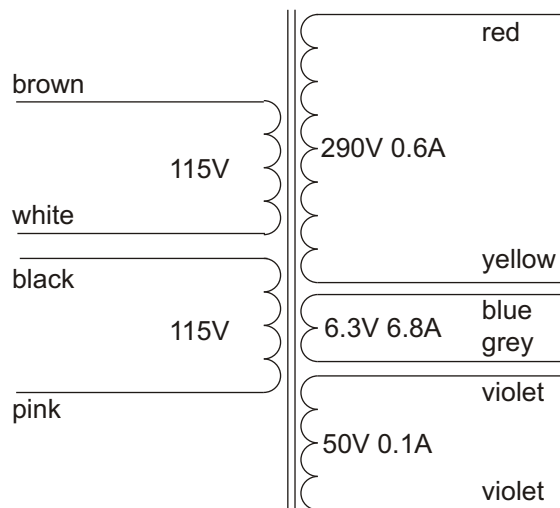 red
brown
115V
290V 0.6A
white
yellow
black
blue
115V
6.3V 6.8A
grey
pink
violet
50V 0.1A
violet